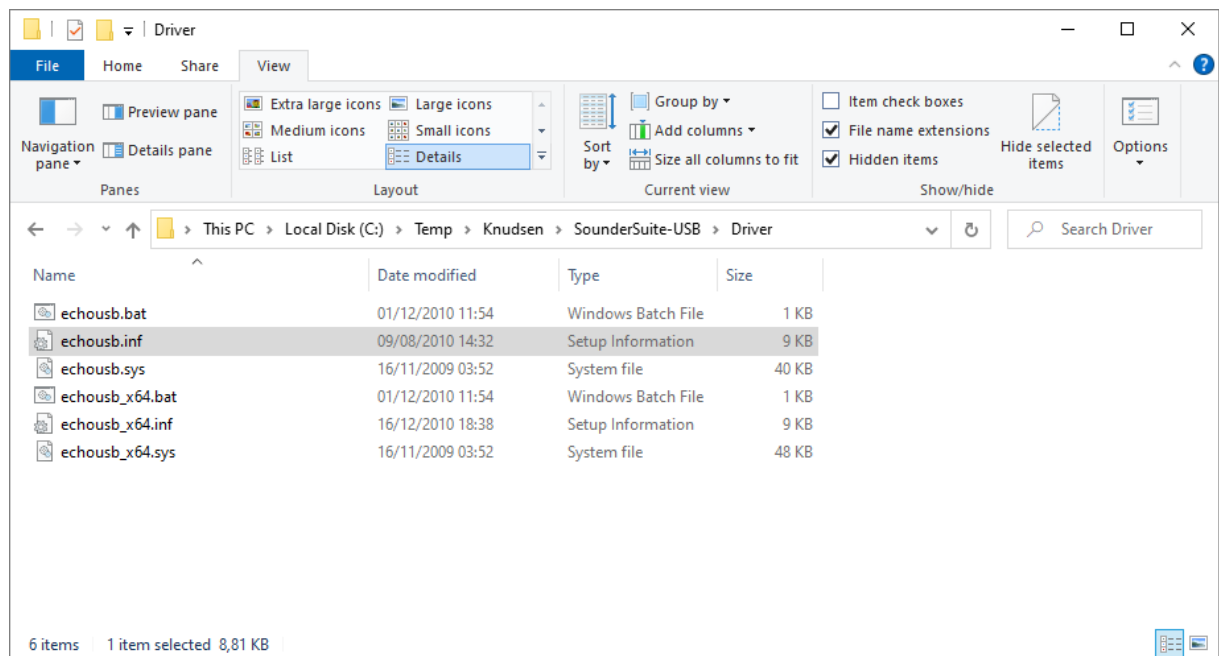 Driver
File Home Share View
Preview pane
Details pane
Navigation pane
Panes
Extra large icons Large icons
Medium icons Small icons
List Details
Layout
Sort by
Group by
Add columns
Size all columns to fit
Current view
Item check boxes
File name extensions
Hidden items
Hide selected items
Show/hide
Options
This PC > Local Disk (C:) > Temp > Knudsen > SounderSuite-USB > Driver
Search Driver
Name Date modified Type Size
echousb.bat 01/12/2010 11:54 Windows Batch File 1 KB
echousb.inf 09/08/2010 14:32 Setup Information 9 KB
echousb.sys 16/11/2009 03:52 System file 40 KB
echousb_x64.bat 01/12/2010 11:54 Windows Batch File 1 KB
echousb_x64.inf 16/12/2010 18:38 Setup Information 9 KB
echousb_x64.sys 16/11/2009 03:52 System file 48 KB
6 items 1 item selected 8,81 KB